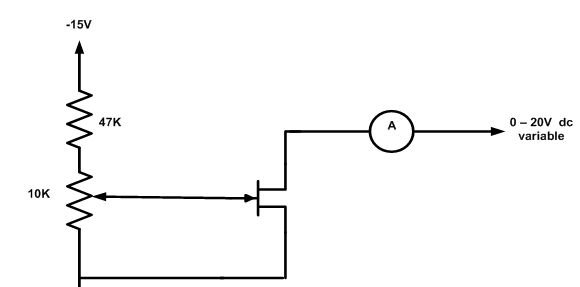 -15V
47K
A
0 – 20V dc
variable
10K